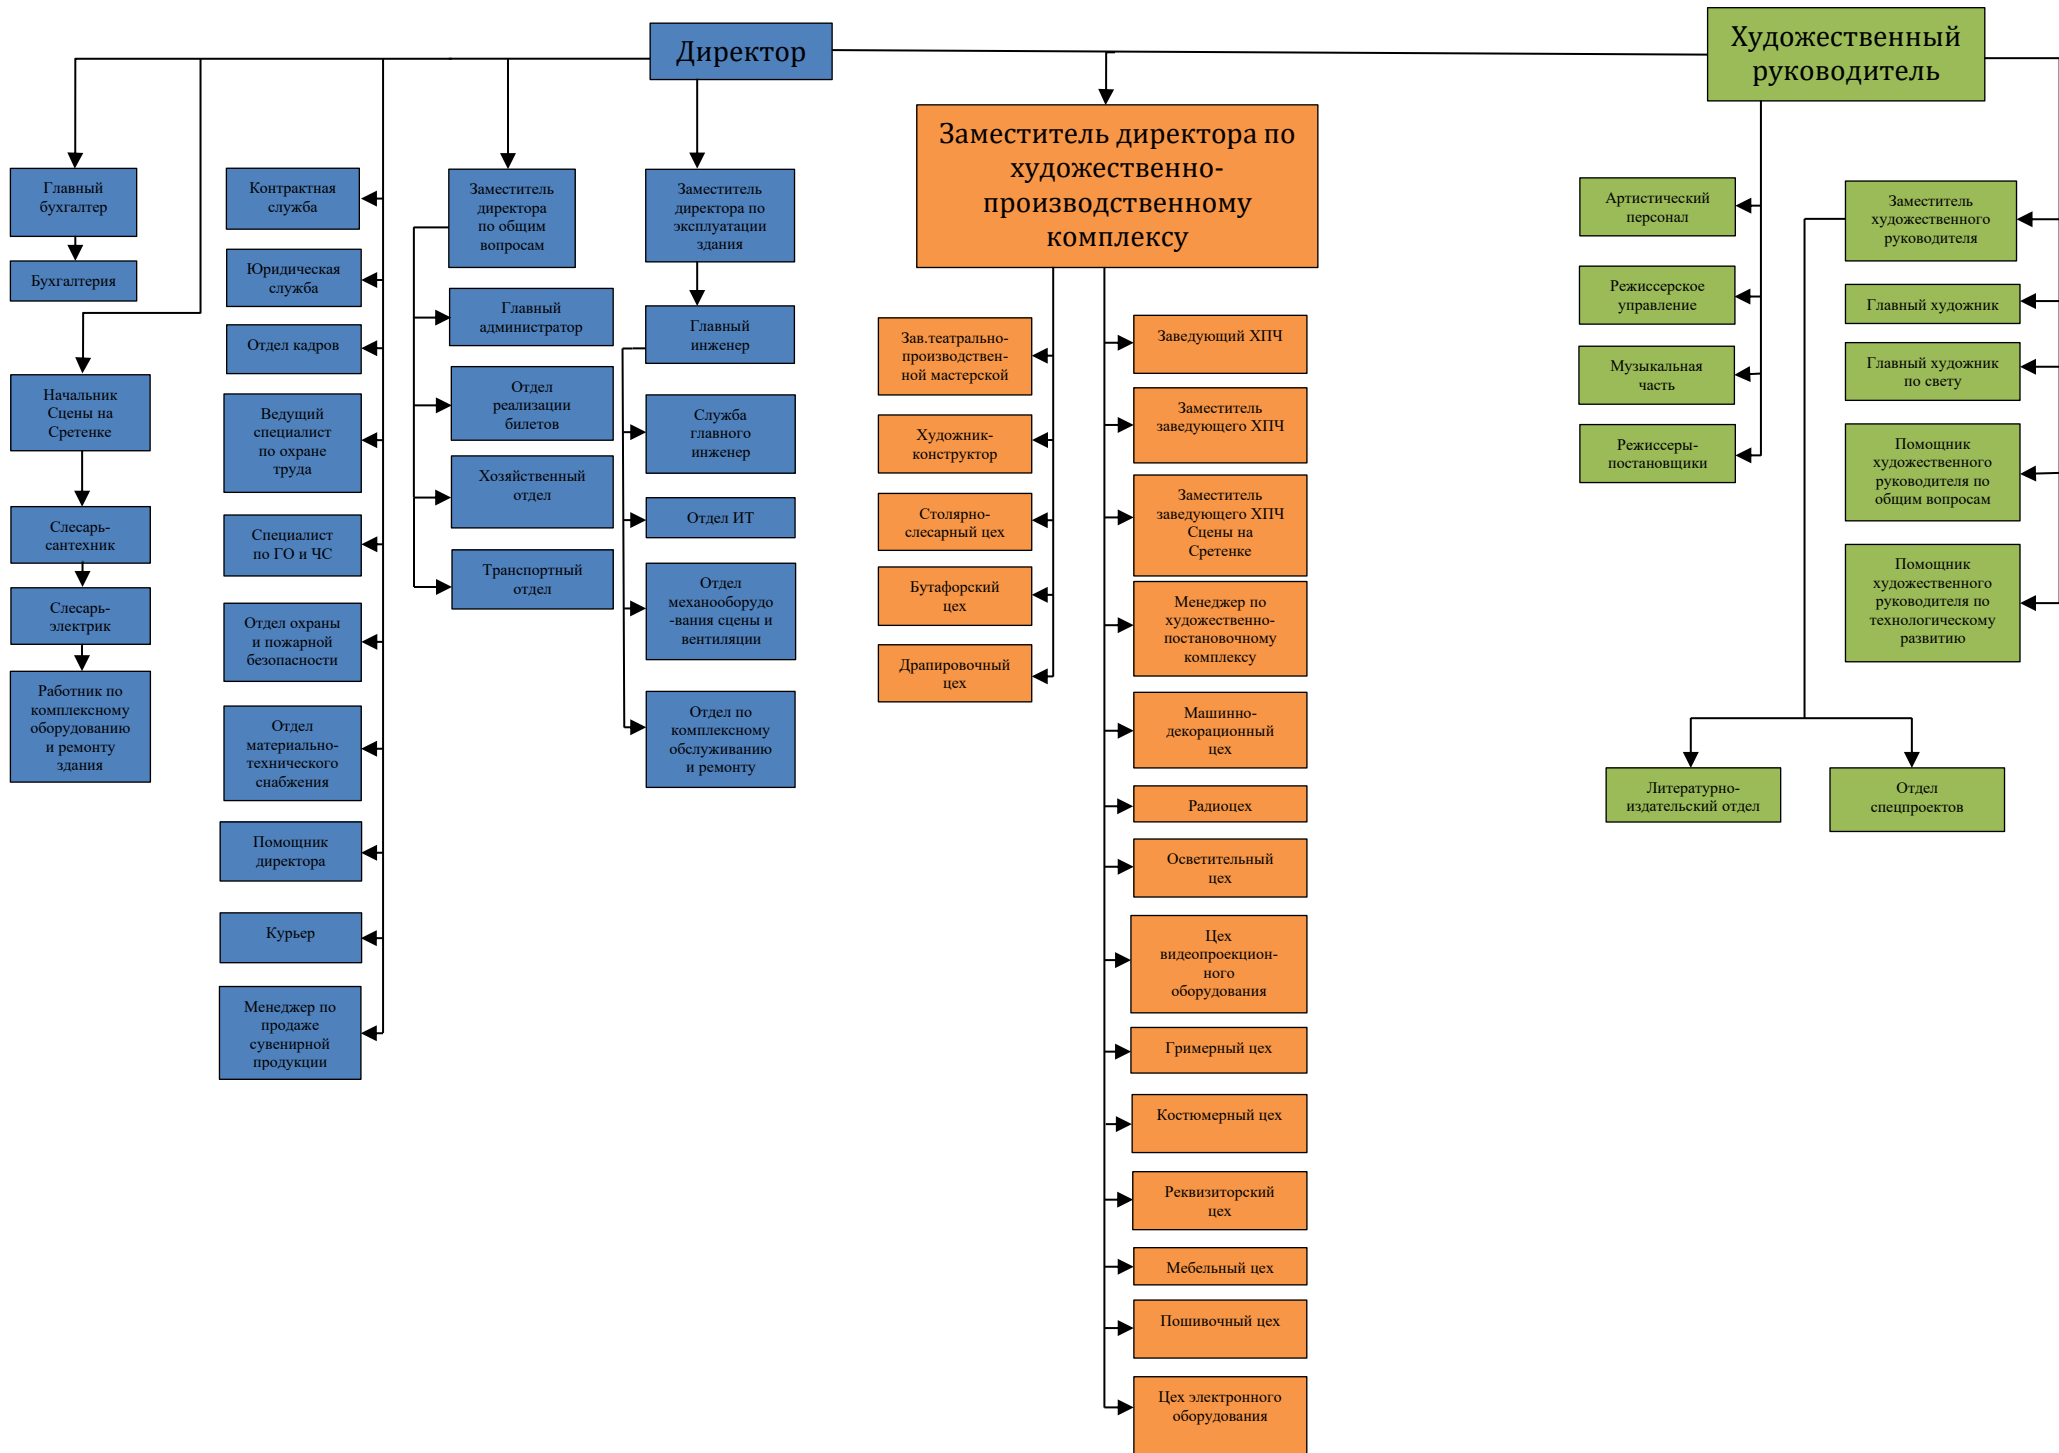 Директор
Художественный
руководитель
Заместитель директора по
художественно-
производственному
комплексу
Главный
бухгалтер
Бухгалтерия
Начальник
Сцены на
Сретенке
Слесарь-
сантехник
Слесарь-
электрик
Работник по
комплексному
оборудованию
и ремонту
здания
Контрактная
служба
Юридическая
служба
Отдел кадров
Ведущий
специалист
по охране
труда
Специалист
по ГО и ЧС
Отдел охраны
и пожарной
безопасности
Отдел
материально-
технического
снабжения
Помощник
директора
Курьер
Менеджер по
продаже
сувенирной
продукции
Заместитель
директора
по общим
вопросам
Главный
администратор
Отдел
реализации
билетов
Хозяйственный
отдел
Транспортный
отдел
Заместитель
директора по
эксплуатации
здания
Главный
инженер
Служба
главного
инженер
Отдел ИТ
Отдел
механооборудо
-вания сцены и
вентиляции
Отдел по
комплексному
обслуживанию
и ремонту
Зав.театрально-
производствен-
ной мастерской
Художник-
конструктор
Столярно-
слесарный цех
Бутафорский
цех
Драпировочный
цех
Заведующий ХПЧ
Заместитель
заведующего ХПЧ
Заместитель
заведующего ХПЧ
Сцены на
Сретенке
Менеджер по
художественно-
постановочному
комплексу
Машинно-
декорационный
цех
Радиоцех
Осветительный
цех
Цех
видеопроекцион-
ного
оборудования
Гримерный цех
Костюмерный цех
Реквизиторский
цех
Мебельный цех
Пошивочный цех
Цех электронного
оборудования
Артистический
персонал
Режиссерское
управление
Музыкальная
часть
Режиссеры-
постановщики
Заместитель
художественного
руководителя
Главный художник
Главный художник
по свету
Помощник
художественного
руководителя по
общим вопросам
Помощник
художественного
руководителя по
технологическому
развитию
Литературно-
издательский отдел
Отдел
спецпроектов